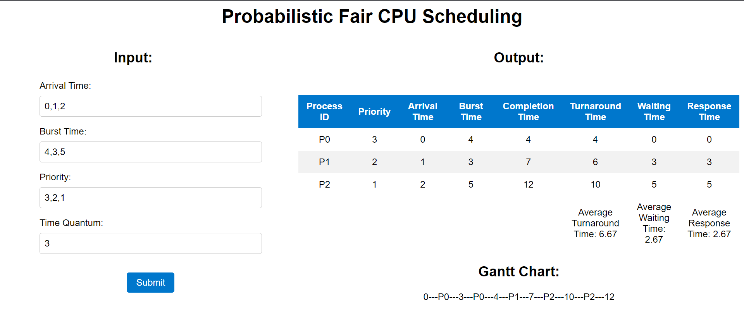 Probabilistic Fair CPU Scheduling
Input:
Arrival Time:
0,1,2
Burst Time:
4,3,5
Priority:
3,2,1
Time Quantum:
3
Submit
Output:
Process ID Priority Arrival Time Burst Time Completion Time Turnaround Time Waiting Time Response Time
P0 3 0 4 4 4 0 0
P1 2 1 3 7 6 3 3
P2 1 2 5 12 10 5 5
Average Turnaround Time: 6.67
Average Waiting Time: 2.67
Average Response Time: 2.67
Gantt Chart:
0---P0---3---P0---4---P1---7---P2---10---P2---12